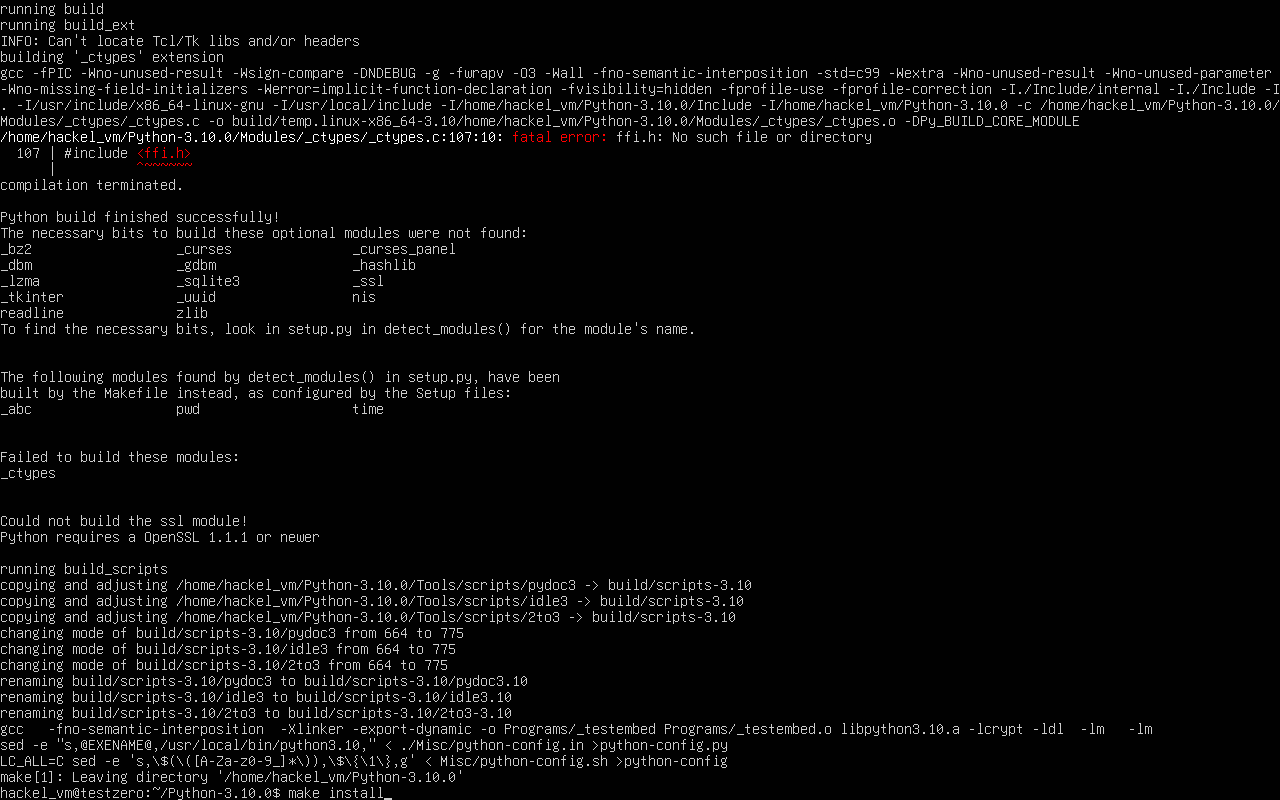 running build
running build_ext
INFO: Can't locate Tcl/Tk libs and/or headers
building '_ctypes' extension
gcc -fPIC -Wno-unused-result -Wsign-compare -DNDEBUG -g -fwrapv -O3 -Wall -fno-semantic-interposition -std=c99 -Wextra -Wno-unused-result -Wno-unused-parameter
-Wno-missing-field-initializers -Werror=implicit-function-declaration -fvisibility=hidden -fprofile-use -fprofile-correction -I./Include/internal -I./Include -I
. -I/usr/include/x86_64-linux-gnu -I/usr/local/include -I/home/hackel_vm/Python-3.10.0/Include -I/home/hackel_vm/Python-3.10.0 -c /home/hackel_vm/Python-3.10.0/
Modules/_ctypes/_ctypes.c -o build/temp.linux-x86_64-3.10/home/hackel_vm/Python-3.10.0/Modules/_ctypes/_ctypes.o -DPy_BUILD_CORE_MODULE
/home/hackel_vm/Python-3.10.0/Modules/_ctypes/_ctypes.c:107:10: fatal error: ffi.h: No such file or directory
  107 | #include <ffi.h>
      |          ^~~~~~~
compilation terminated.

Python build finished successfully!
The necessary bits to build these optional modules were not found:
_bz2                  _curses               _curses_panel
_dbm                  _gdbm                 _hashlib
_lzma                 _sqlite3              _ssl
_tkinter              _uuid                 nis
readline              zlib
To find the necessary bits, look in setup.py in detect_modules() for the module's name.

The following modules found by detect_modules() in setup.py, have been
built by the Makefile instead, as configured by the Setup files:
_abc                  pwd                   time

Failed to build these modules:
_ctypes

Could not build the ssl module!
Python requires a OpenSSL 1.1.1 or newer

running build_scripts
copying and adjusting /home/hackel_vm/Python-3.10.0/Tools/scripts/pydoc3 -> build/scripts-3.10
copying and adjusting /home/hackel_vm/Python-3.10.0/Tools/scripts/idle3 -> build/scripts-3.10
copying and adjusting /home/hackel_vm/Python-3.10.0/Tools/scripts/2to3 -> build/scripts-3.10
changing mode of build/scripts-3.10/pydoc3 from 664 to 775
changing mode of build/scripts-3.10/idle3 from 664 to 775
changing mode of build/scripts-3.10/2to3 from 664 to 775
renaming build/scripts-3.10/pydoc3 to build/scripts-3.10/pydoc3.10
renaming build/scripts-3.10/idle3 to build/scripts-3.10/idle3.10
renaming build/scripts-3.10/2to3 to build/scripts-3.10/2to3-3.10
gcc   -fno-semantic-interposition  -Xlinker -export-dynamic -o Programs/_testembed Programs/_testembed.o libpython3.10.a -lcrypt -ldl  -lm   -lm
sed -e "s,@EXENAME@,/usr/local/bin/python3.10," < ./Misc/python-config.in >python-config.py
LC_ALL=C sed -e 's,\$(\([A-Za-z0-9_]*\)),\$\{\1\},g' < Misc/python-config.sh >python-config
make[1]: Leaving directory '/home/hackel_vm/Python-3.10.0'
hackel_vm@testzero:~/Python-3.10.0$ make install_